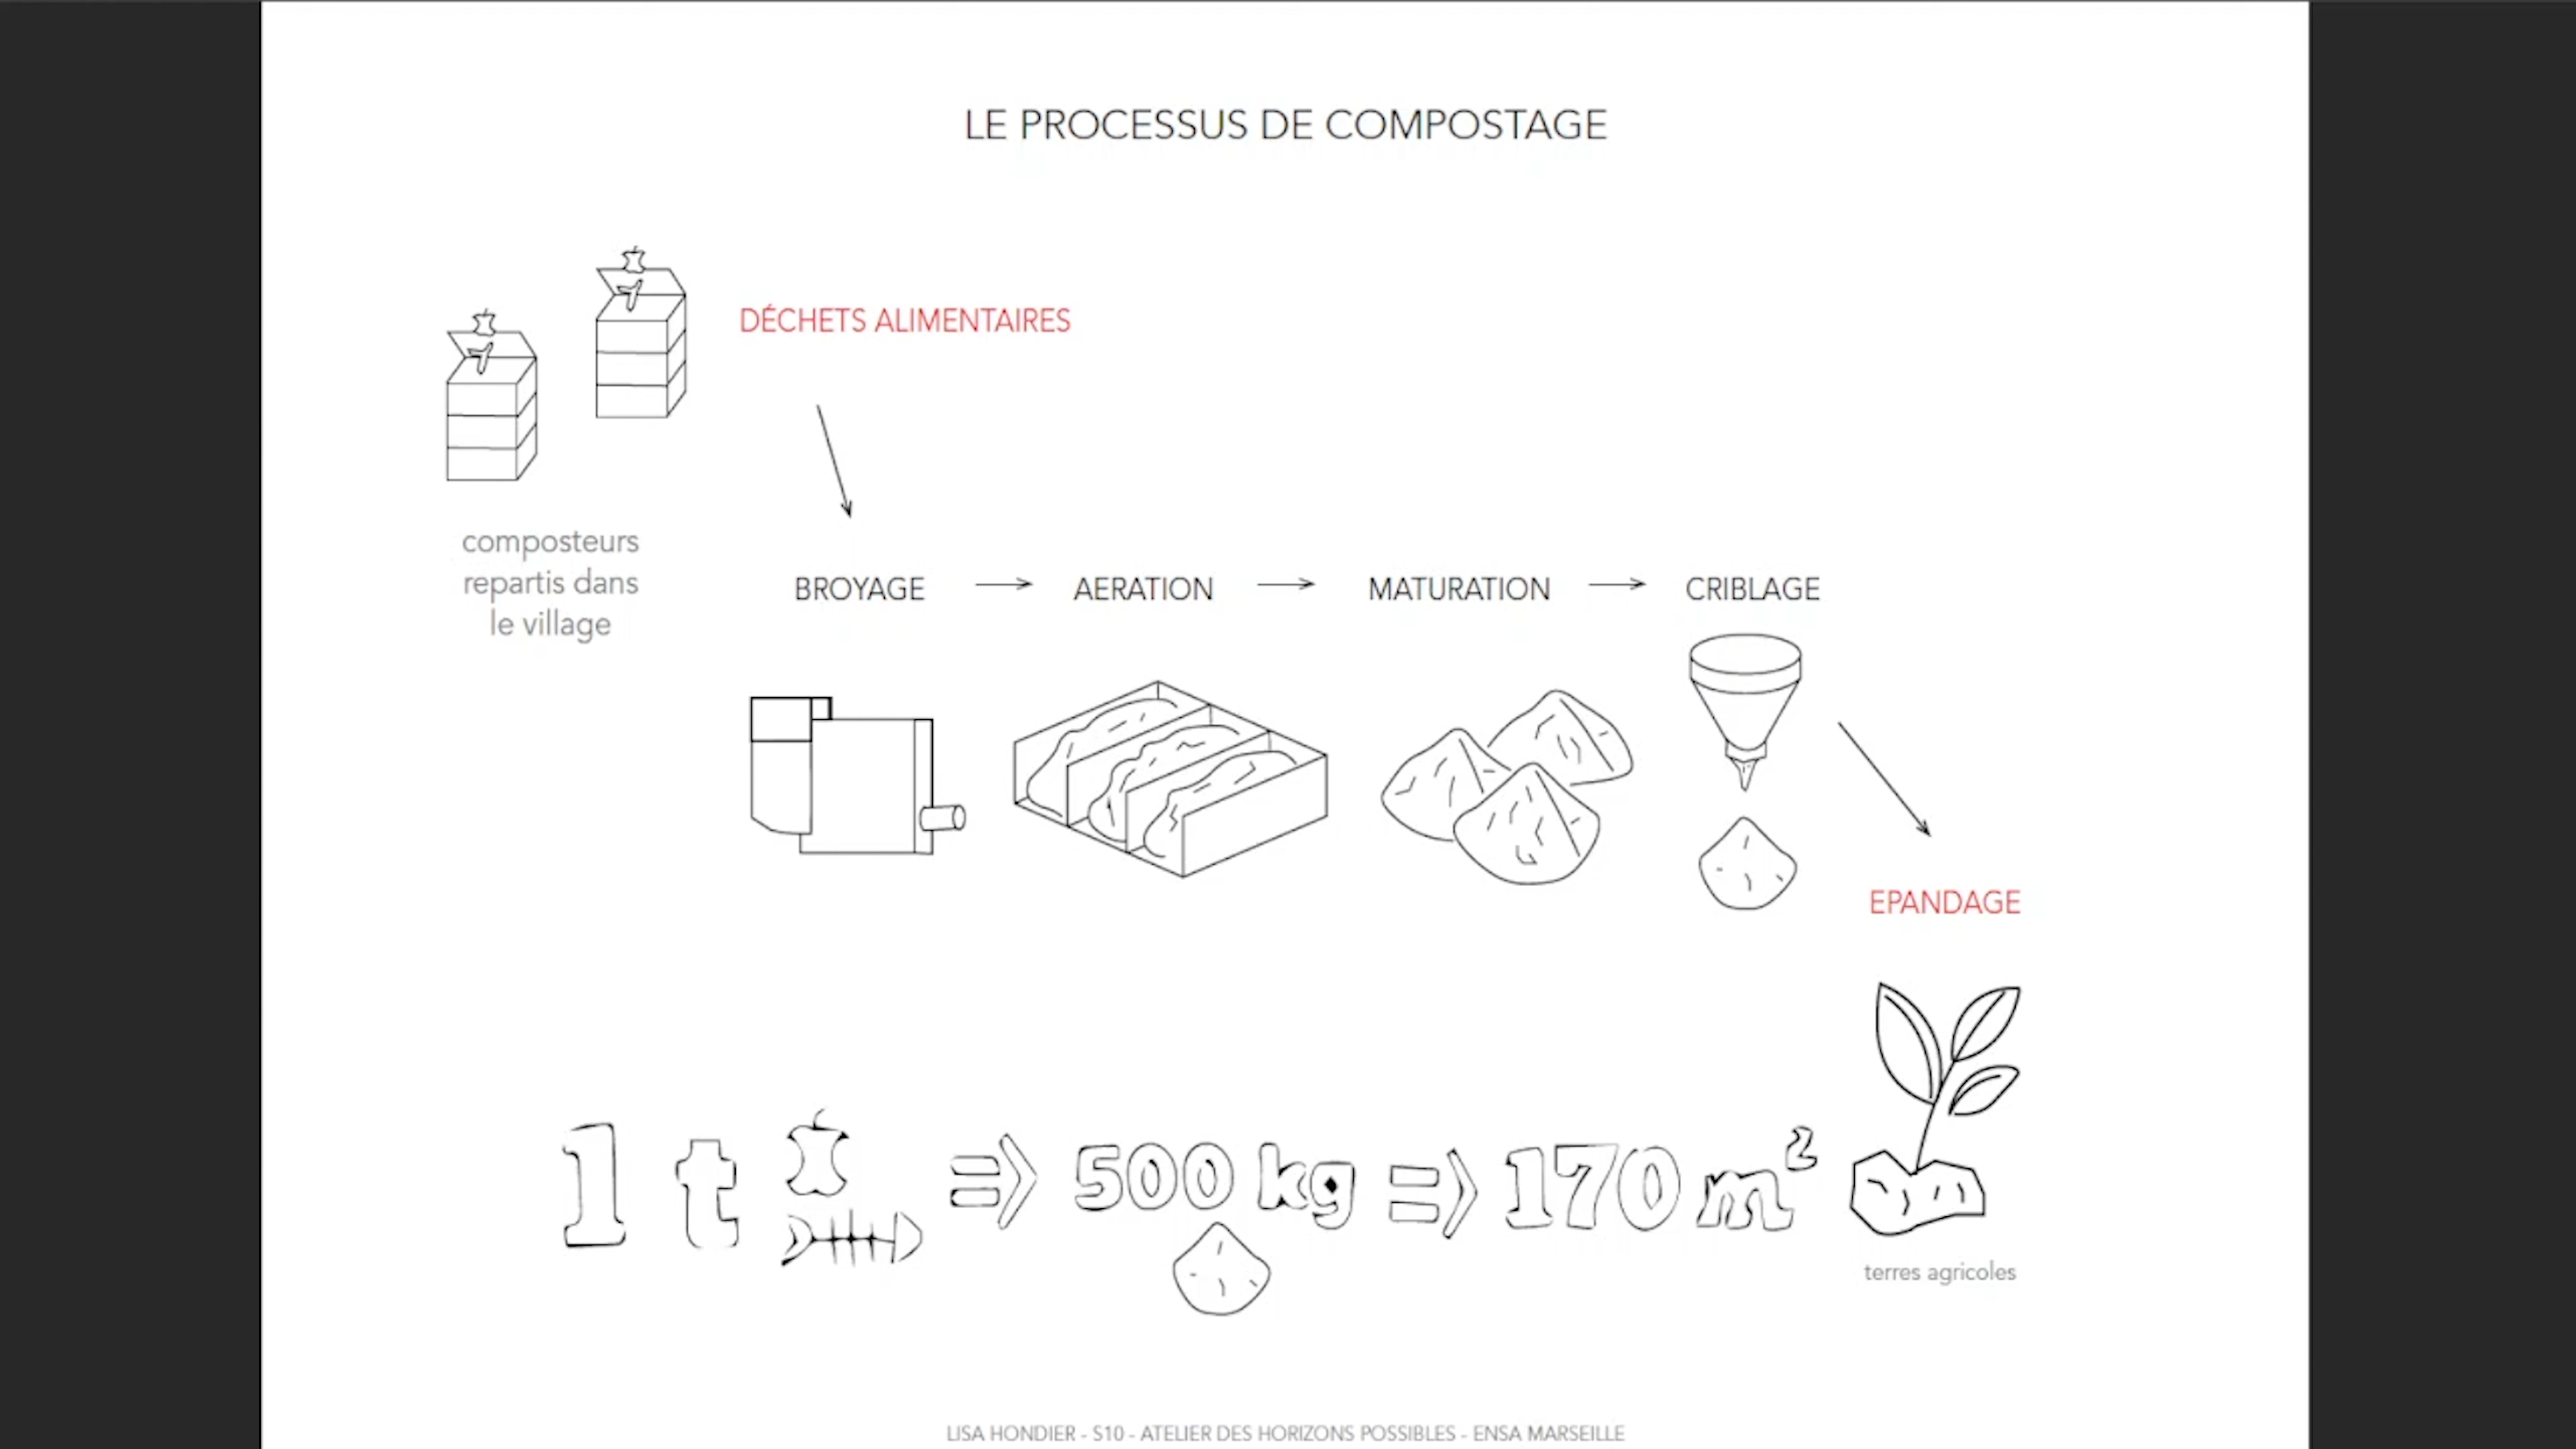 LE PROCESSUS DE COMPOSTAGE
DÉCHETS ALIMENTAIRES
composteurs
repartis dans
le village
BROYAGE
AERATION
MATURATION
CRIBLAGE
EPANDAGE
1 t => 500 kg => 170 m²
terres agricoles
LISA HONDIER - S10 - ATELIER DES HORIZONS POSSIBLES - ENSA MARSEILLE